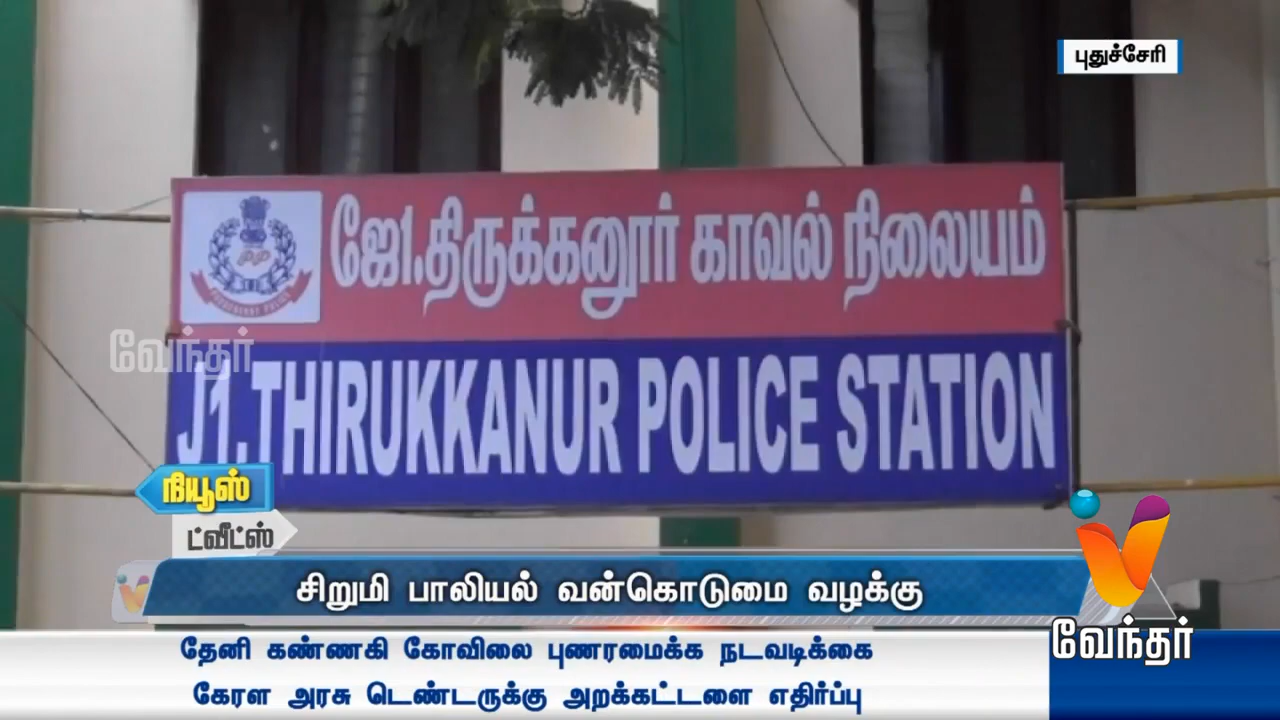 புதுச்சேரி
ஜே1.திருக்கனூர் காவல் நிலையம்
J1.THIRUKKANUR POLICE STATION
வேந்தர்
நியூஸ்
ட்வீட்ஸ்
சிறுமி பாலியல் வன்கொடுமை வழக்கு
தேனி கண்ணகி கோவிலை புணரமைக்க நடவடிக்கை
கேரள அரசு டெண்டருக்கு அறக்கட்டளை எதிர்ப்பு
வேந்தர்